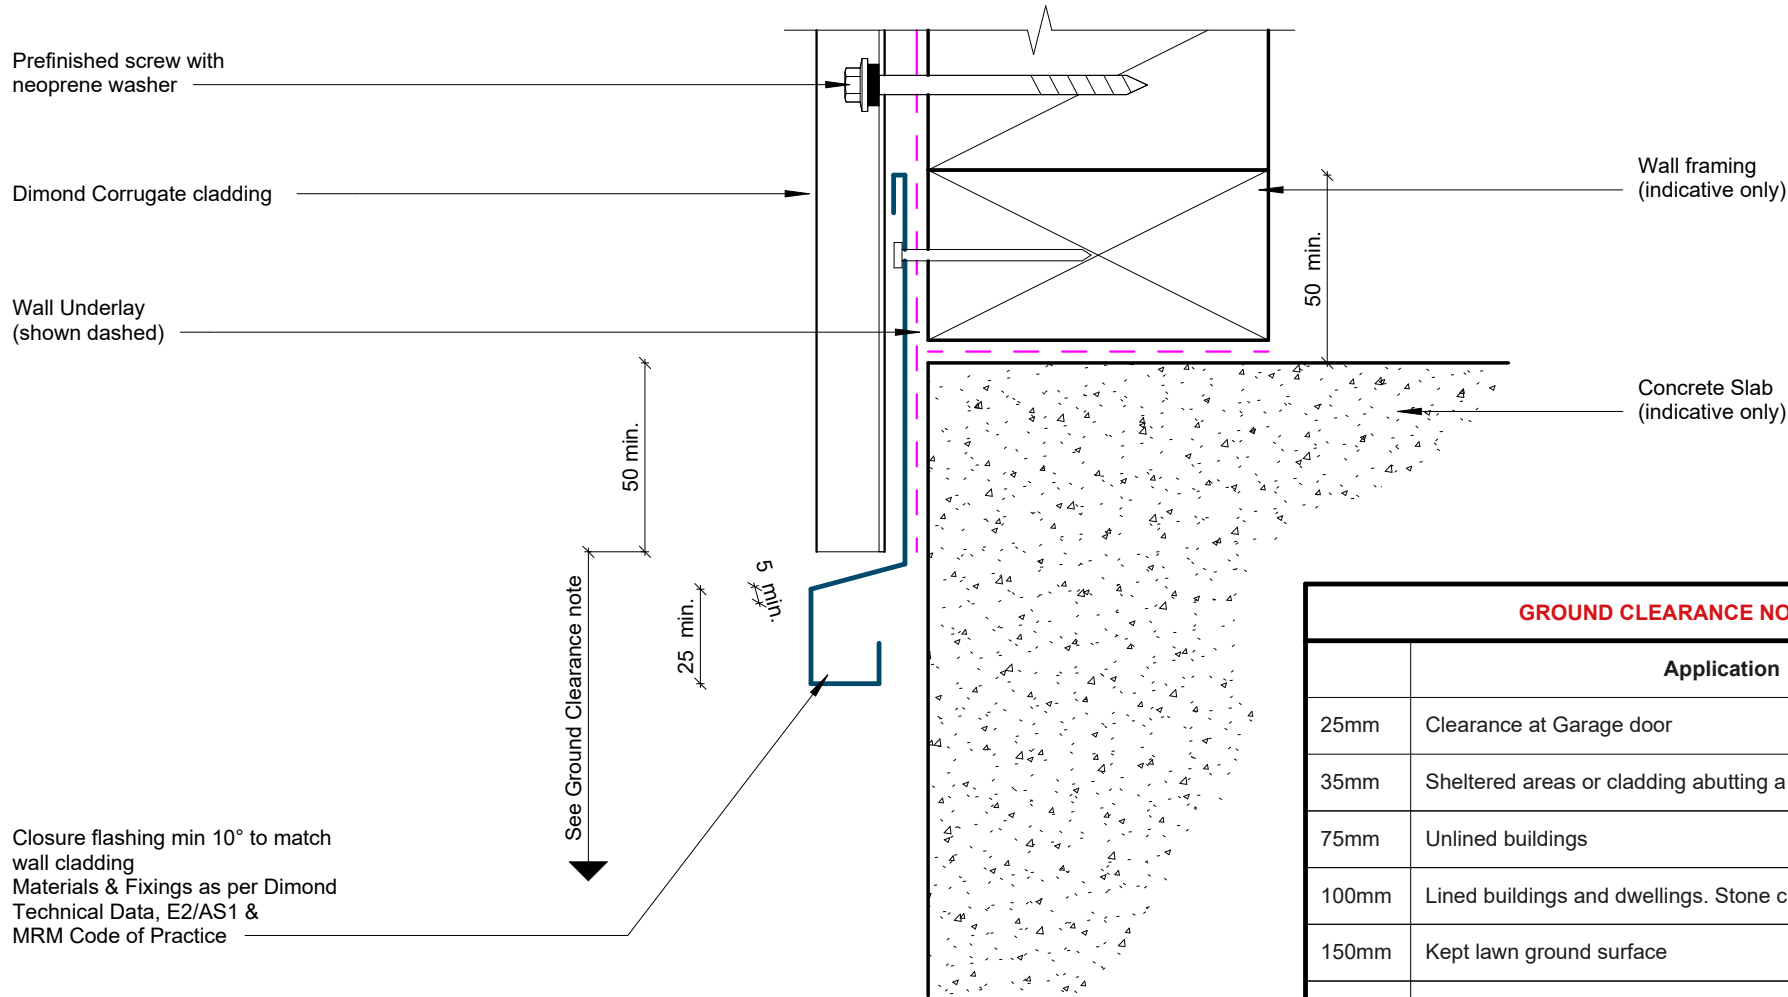 Prefinished screw with
neoprene washer
Dimond Corrugate cladding
Wall Underlay
(shown dashed)
Closure flashing min 10° to match
wall cladding
Materials & Fixings as per Dimond
Technical Data, E2/AS1 &
MRM Code of Practice
50 min.
See Ground Clearance note
25 min.
5 min.
50 min.
Wall framing
(indicative only)
Concrete Slab
(indicative only)
GROUND CLEARANCE NO
Application
25mm Clearance at Garage door
35mm Sheltered areas or cladding abutting a
75mm Unlined buildings
100mm Lined buildings and dwellings. Stone c
150mm Kept lawn ground surface